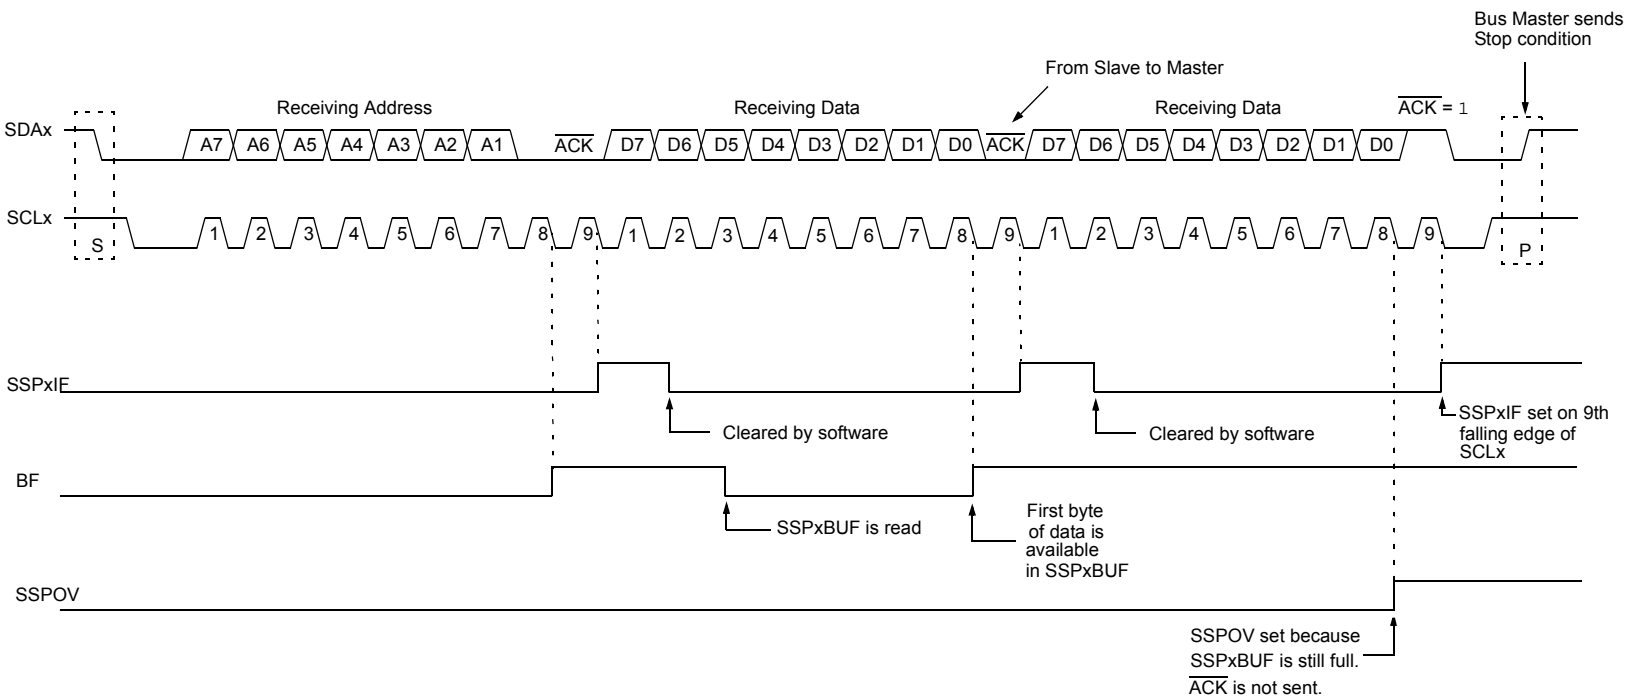 Bus Master sends
Stop condition
From Slave to Master
Receiving Address
Receiving Data
Receiving Data
ACK = 1
SDAx
A7 A6 A5 A4 A3 A2 A1 ACK D7 D6 D5 D4 D3 D2 D1 D0 ACK D7 D6 D5 D4 D3 D2 D1 D0
SCLx
S 1 2 3 4 5 6 7 8 9 1 2 3 4 5 6 7 8 9 1 2 3 4 5 6 7 8 9 P
SSPxIF
Cleared by software
Cleared by software
SSPxIF set on 9th
falling edge of
SCLx
BF
SSPxBUF is read
First byte
of data is
available
in SSPxBUF
SSPOV
SSPOV set because
SSPxBUF is still full.
ACK is not sent.